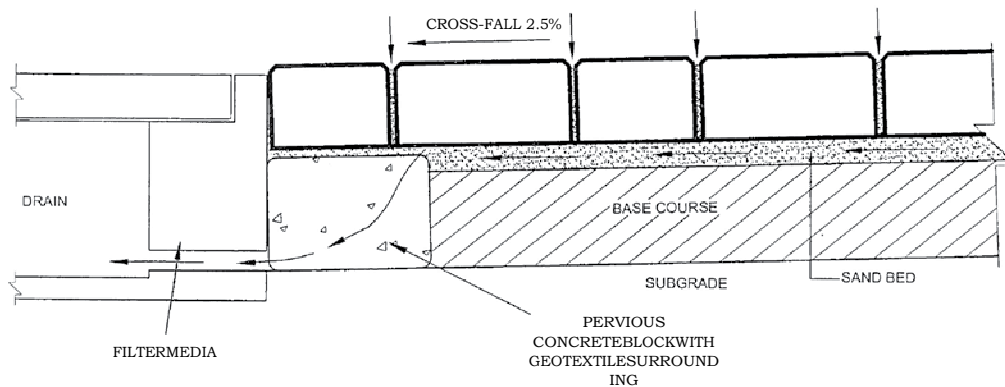 CROSS-FALL 2.5%
DRAIN
BASE COURSE
SUBGRADE
SAND BED
FILTERMEDIA
PERVIOUS
CONCRETEBLOCKWITH
GEOTEXTILESURROUND
ING